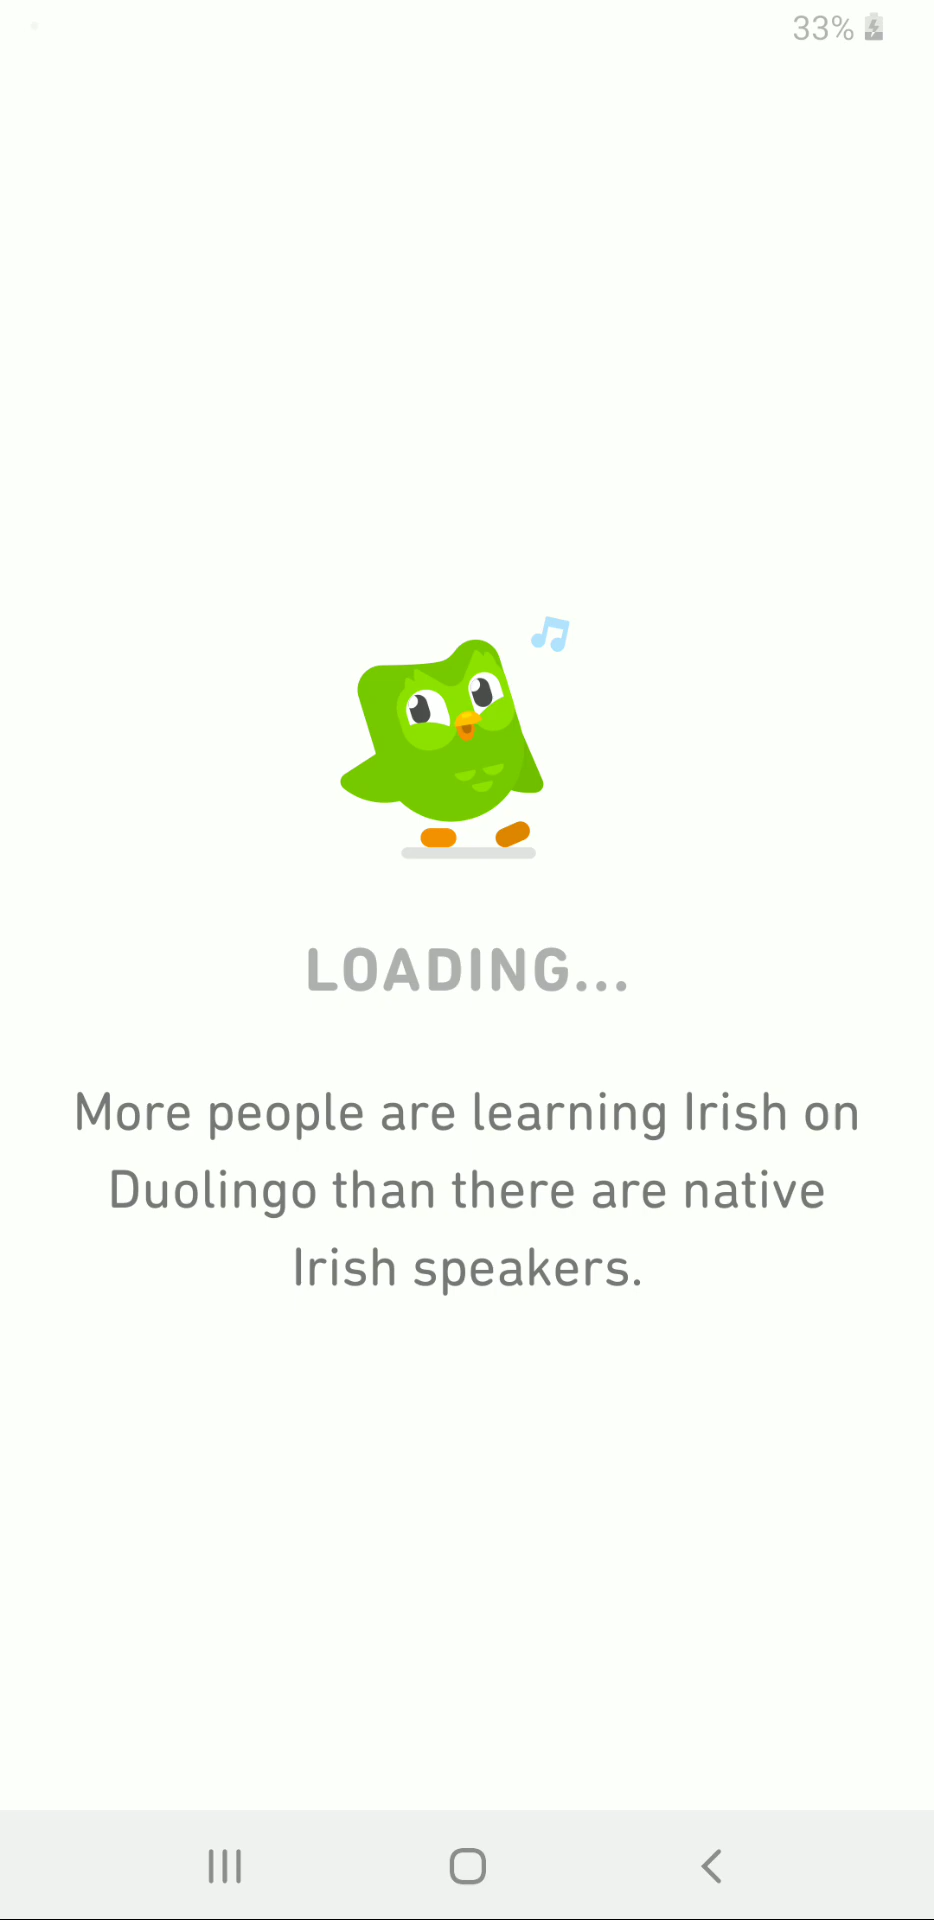 33%
LOADING...
More people are learning Irish on
Duolingo than there are native
Irish speakers.